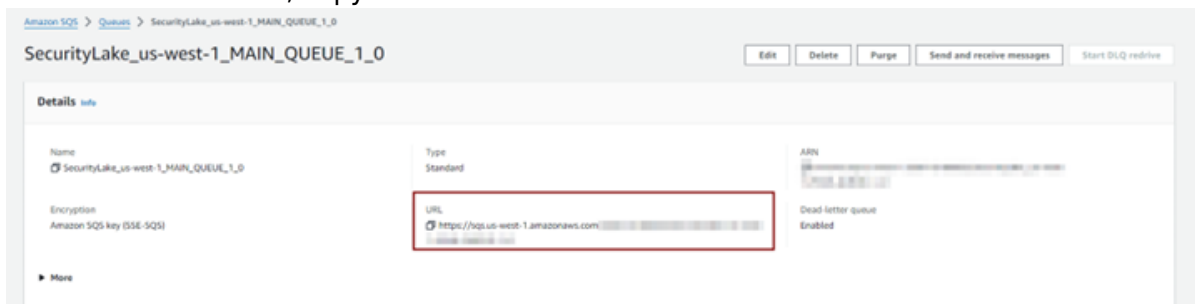 Amazon SQS > Queues > SecurityLake_us-west-1_MAIN_QUEUE_1_0
SecurityLake_us-west-1_MAIN_QUEUE_1_0
Edit Delete Purge Send and receive messages Start DLQ redrive
Details Info
Name Type ARN
SecurityLake_us-west-1_MAIN_QUEUE_1_0 Standard
Encryption URL Dead-letter queue
Amazon SQS key (SSE-SQS) https://sqs.us-west-1.amazonaws.com Enabled
More